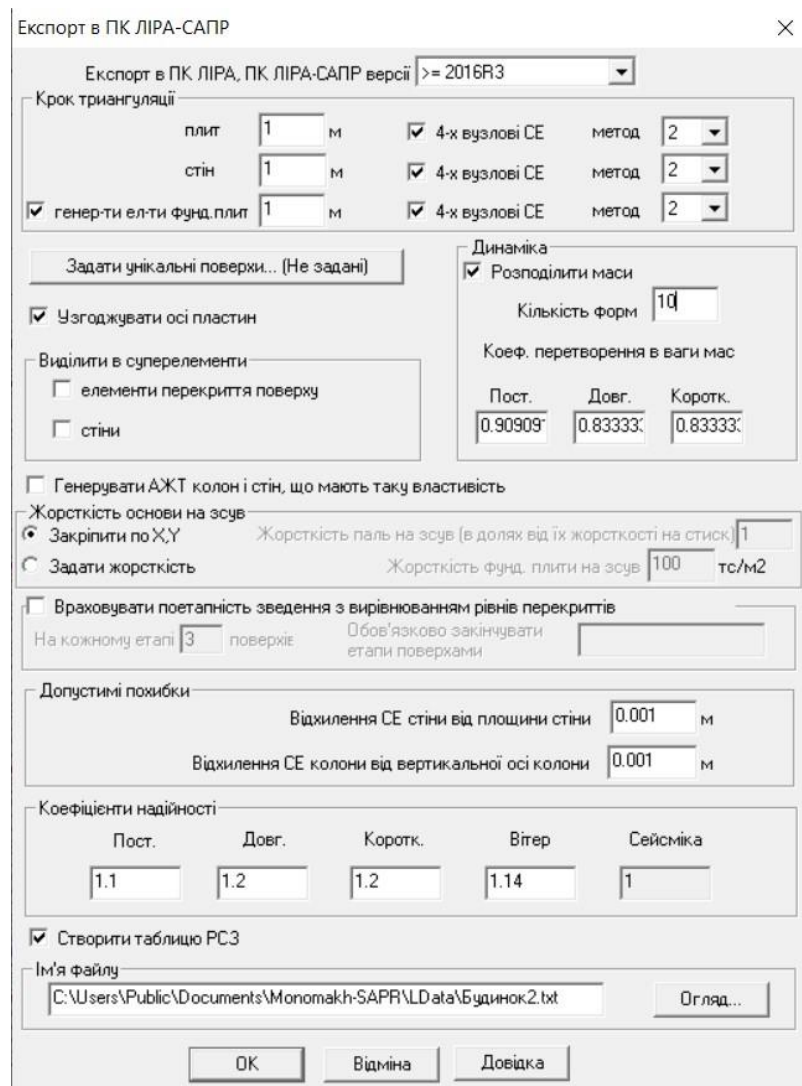 Експорт в ПК ЛІРА-САПР
Експорт в ПК ЛІРА, ПК ЛІРА-САПР версії >= 2016R3
Крок триангуляції
плит 1 м 4-х вузлові СЕ метод 2
стін 1 м 4-х вузлові СЕ метод 2
генер-ти ел-ти фунд.плит 1 м 4-х вузлові СЕ метод 2
Задати унікальні поверхи... (Не задані)
Узгоджувати осі пластин
Виділити в суперелементи
елементи перекриття поверху
стіни
Динаміка
Розподілити маси
Кількість форм 10
Коеф. перетворення в ваги мас
Пост. Довг. Коротк.
0.90909 0.83333 0.83333
Генерувати АЖТ колон і стін, що мають таку властивість
Жорсткість основи на зсув
Закріпити по X,Y Жорсткість паль на зсув (в долях від їх жорсткості на стиск) 1
Задати жорсткість Жорсткість фунд. плити на зсув 100 тс/м2
Враховувати поетапність зведення з вирівнюванням рівнів перекриттів
На кожному етапі 3 поверхів Обов'язково закінчувати
етапи поверхами
Допустимі похибки
Відхилення СЕ стіни від площини стіни 0.001 м
Відхилення СЕ колони від вертикальної осі колони 0.001 м
Коефіцієнти надійності
Пост. Довг. Коротк. Вітер Сейсміка
1.1 1.2 1.2 1.14 1
Створити таблицю РСЗ
Ім'я файлу
C:\Users\Public\Documents\Monomakh-SAPR\LData\Будинок2.txt Огляд...
OK Відміна Довідка